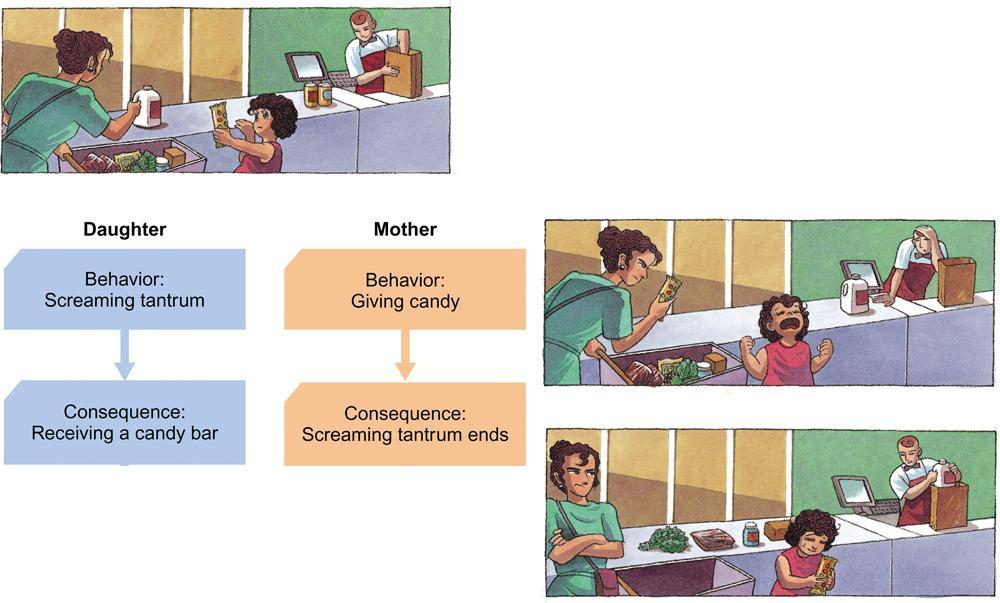 Daughter
Mother
Behavior:
Screaming tantrum
Behavior:
Giving candy
Consequence:
Receiving a candy bar
Consequence:
Screaming tantrum ends